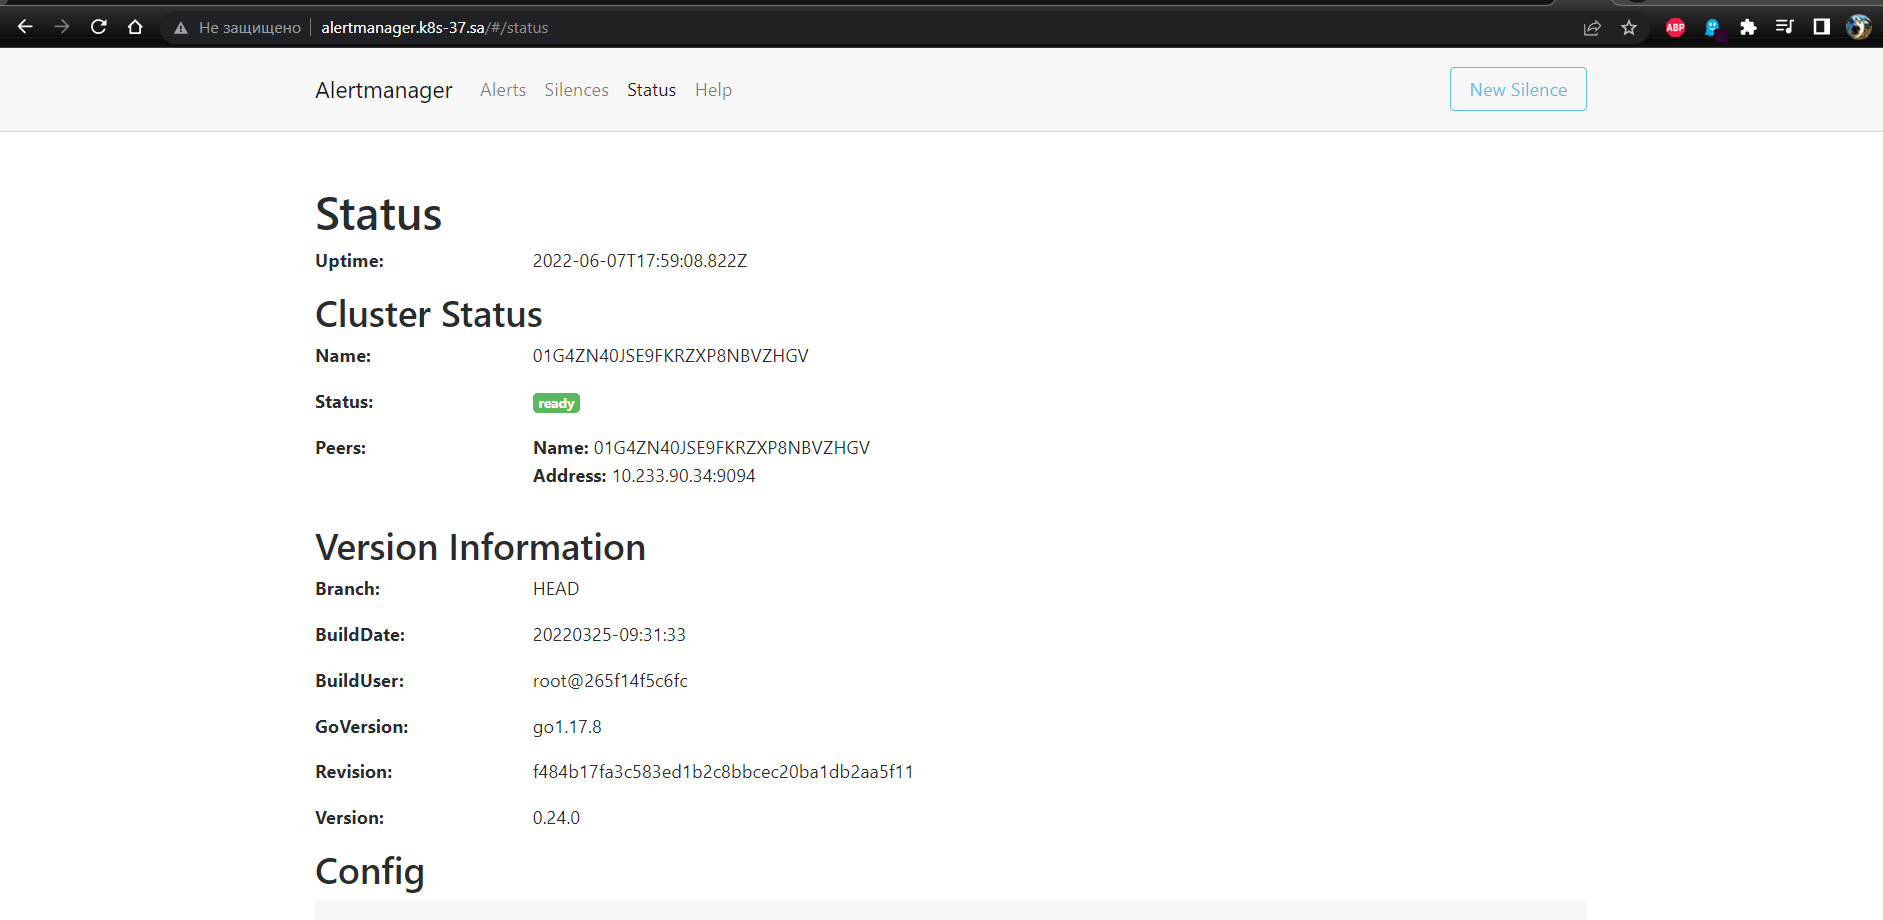 Не защищено alertmanager.k8s-37.sa/#/status
ABP
Alertmanager Alerts Silences Status Help New Silence
Status
Uptime: 2022-06-07T17:59:08.822Z
Cluster Status
Name: 01G4ZN40JSE9FKRZXP8NBVZHGV
Status: ready
Peers: Name: 01G4ZN40JSE9FKRZXP8NBVZHGV
Address: 10.233.90.34:9094
Version Information
Branch: HEAD
BuildDate: 20220325-09:31:33
BuildUser: root@265f14f5c6fc
GoVersion: go1.17.8
Revision: f484b17fa3c583ed1b2c8bbcec20ba1db2aa5f11
Version: 0.24.0
Config